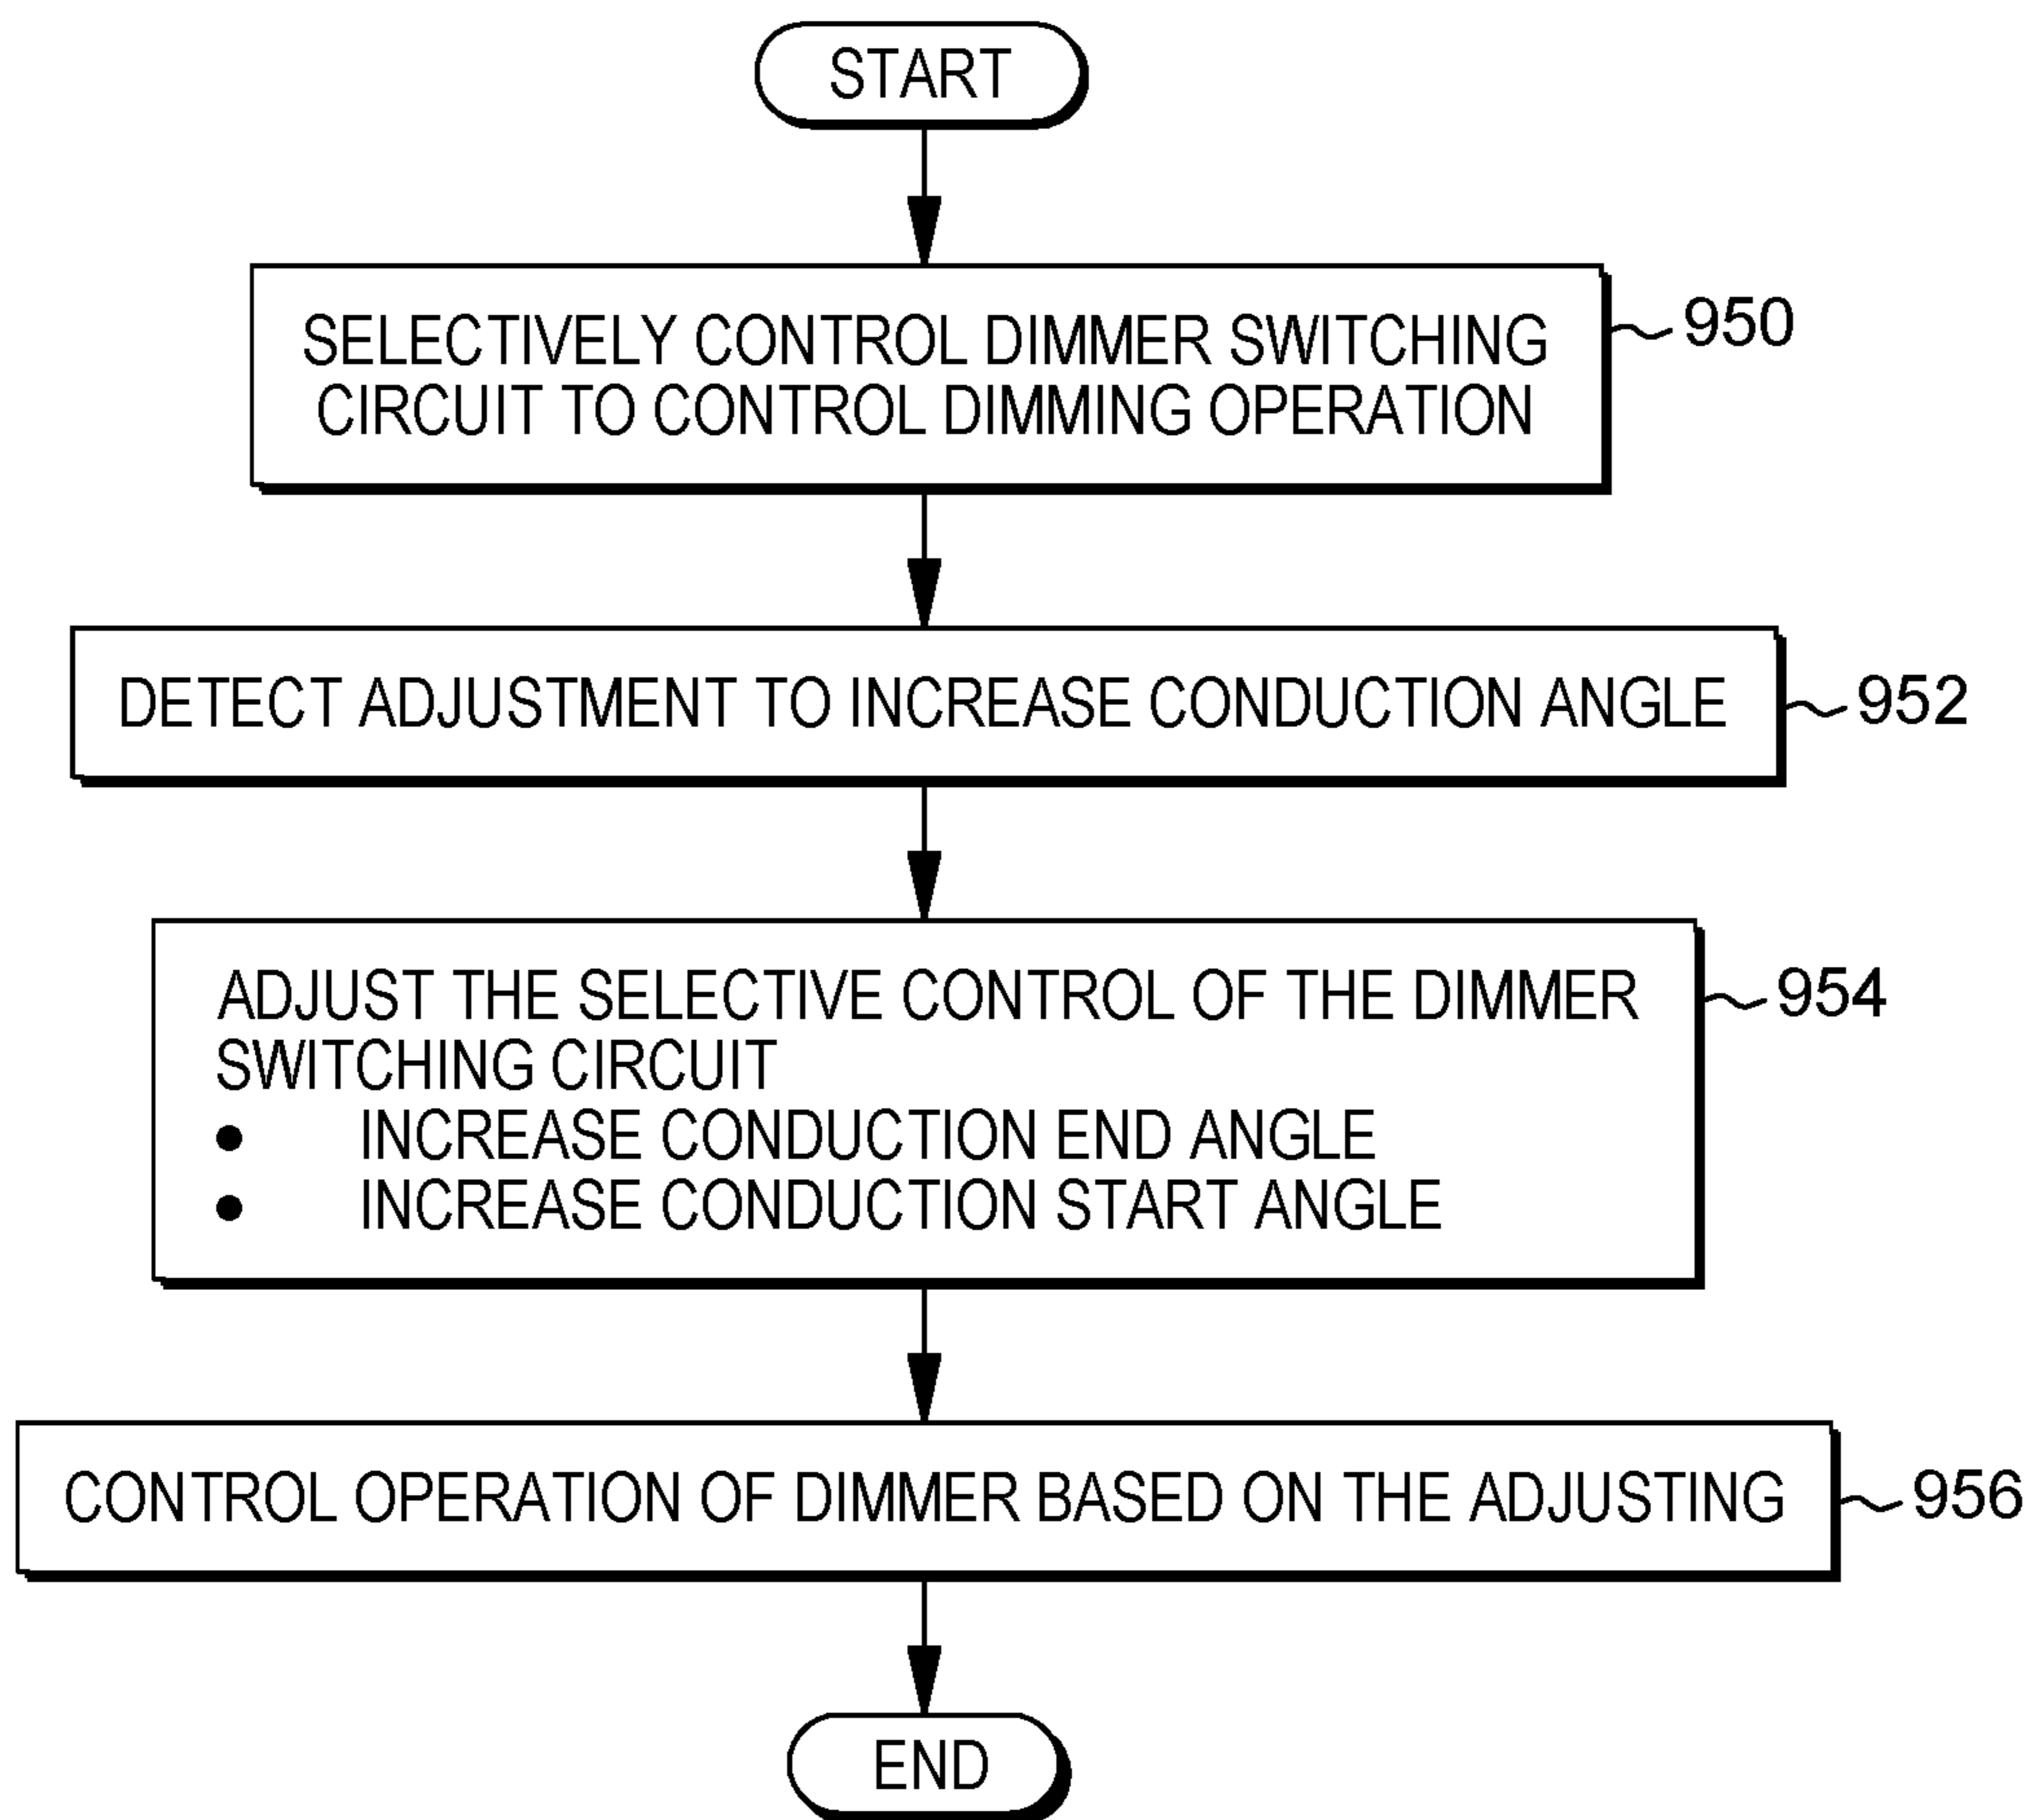 START
SELECTIVELY CONTROL DIMMER SWITCHING
CIRCUIT TO CONTROL DIMMING OPERATION
950
DETECT ADJUSTMENT TO INCREASE CONDUCTION ANGLE
952
ADJUST THE SELECTIVE CONTROL OF THE DIMMER
SWITCHING CIRCUIT
• INCREASE CONDUCTION END ANGLE
• INCREASE CONDUCTION START ANGLE
954
CONTROL OPERATION OF DIMMER BASED ON THE ADJUSTING
956
END